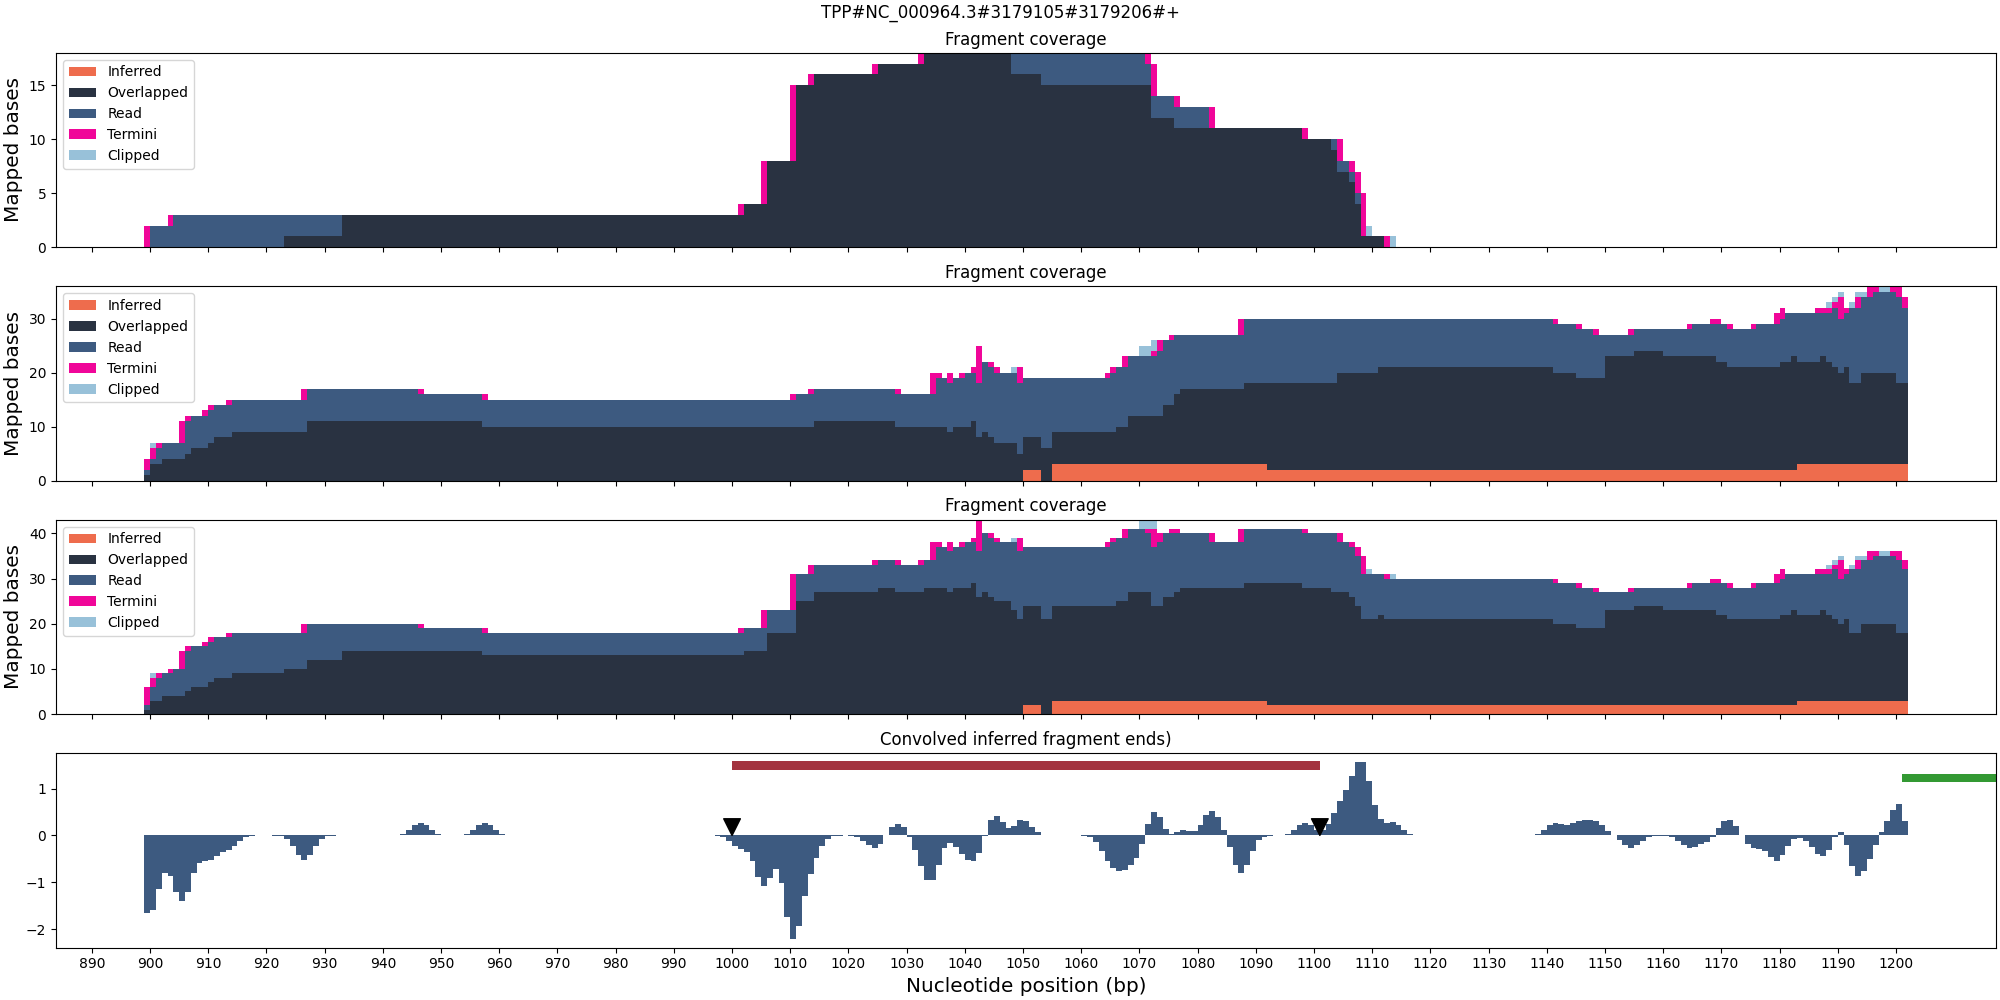 TPP#NC_000964.3#3179105#3179206#+
Fragment coverage
Mapped bases
15
10
5
0
Inferred
Overlapped
Read
Termini
Clipped
Fragment coverage
Mapped bases
30
20
10
0
Inferred
Overlapped
Read
Termini
Clipped
Fragment coverage
Mapped bases
40
30
20
10
0
Inferred
Overlapped
Read
Termini
Clipped
Convolved inferred fragment ends)
1
0
−1
−2
890 900 910 920 930 940 950 960 970 980 990 1000 1010 1020 1030 1040 1050 1060 1070 1080 1090 1100 1110 1120 1130 1140 1150 1160 1170 1180 1190 1200
Nucleotide position (bp)